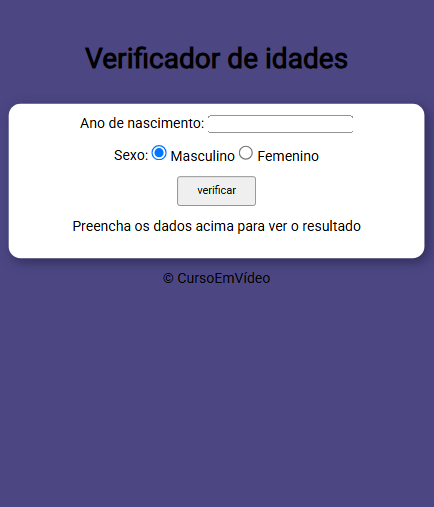 Verificador de idades
Ano de nascimento:
Sexo: Masculino Femenino
verificar
Preencha os dados acima para ver o resultado
© CursoEmVídeo